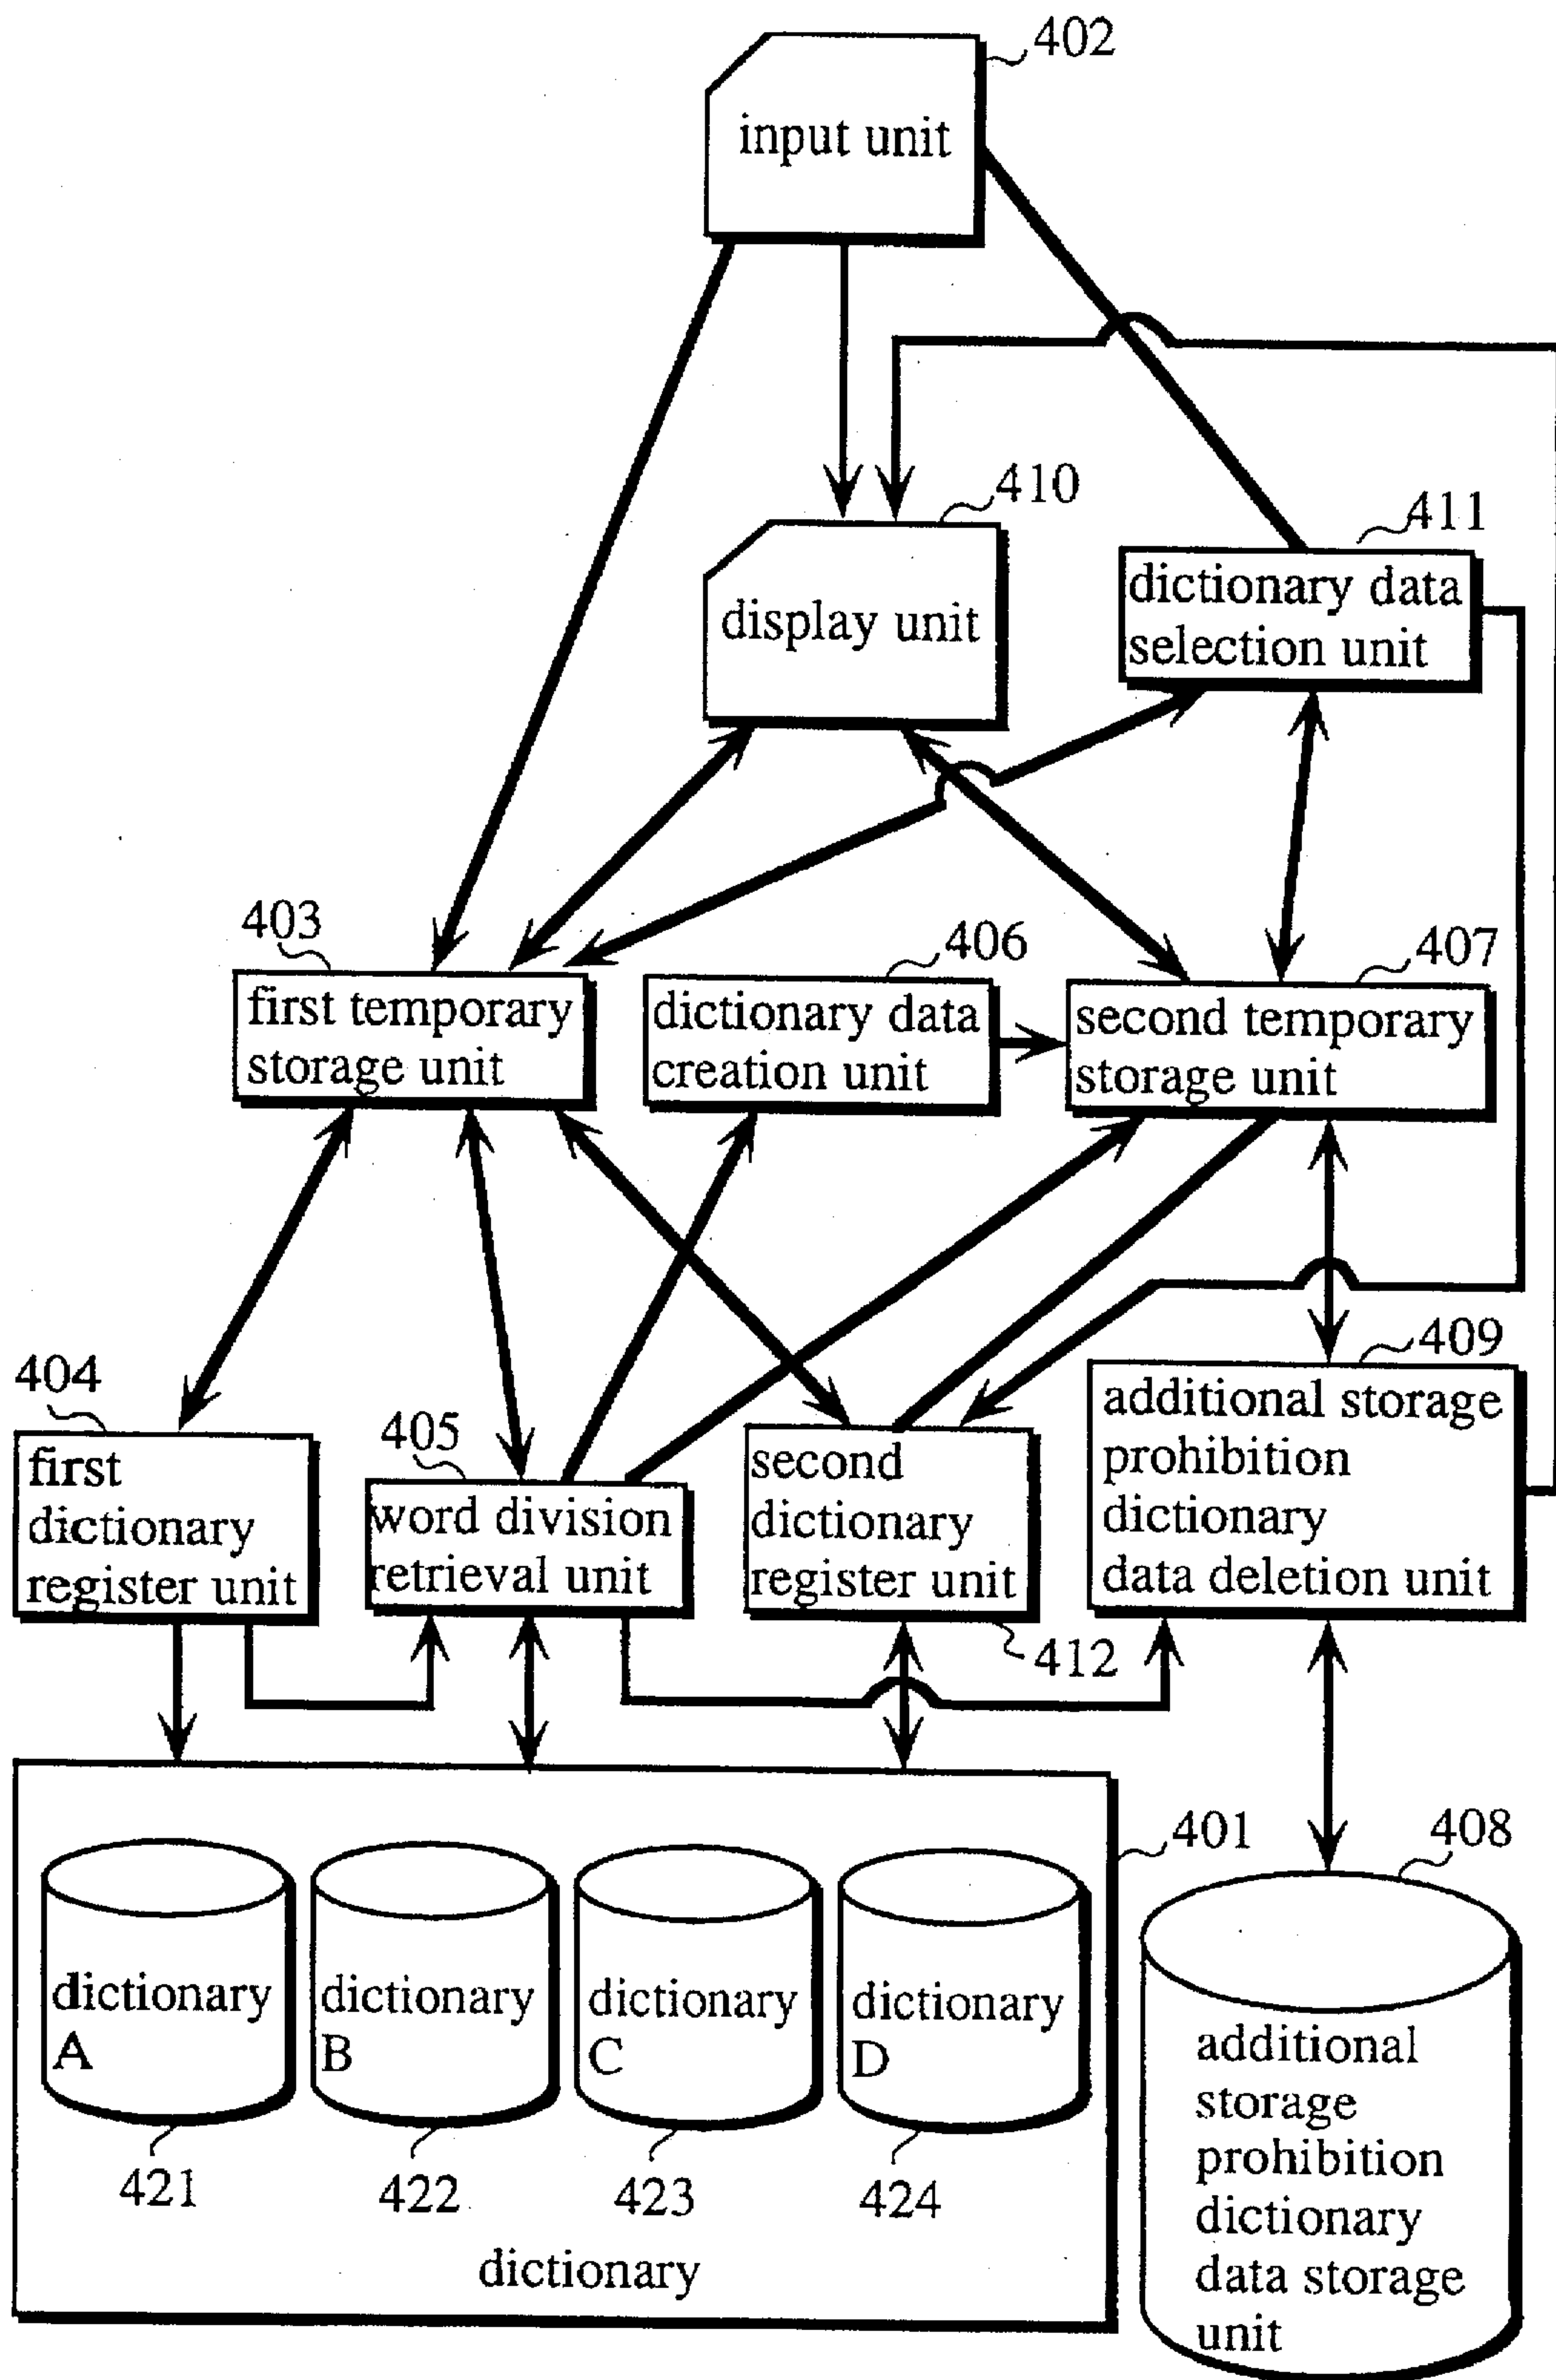 402
input unit
410
411
display unit
dictionary data
selection unit
403
406
407
first temporary
storage unit
dictionary data
creation unit
second temporary
storage unit
409
404
405
first
dictionary
register unit
word division
retrieval unit
second
dictionary
register unit
412
additional storage
prohibition
dictionary
data deletion unit
401
408
dictionary
A
dictionary
B
dictionary
C
dictionary
D
421
422
423
424
dictionary
additional
storage
prohibition
dictionary
data storage
unit